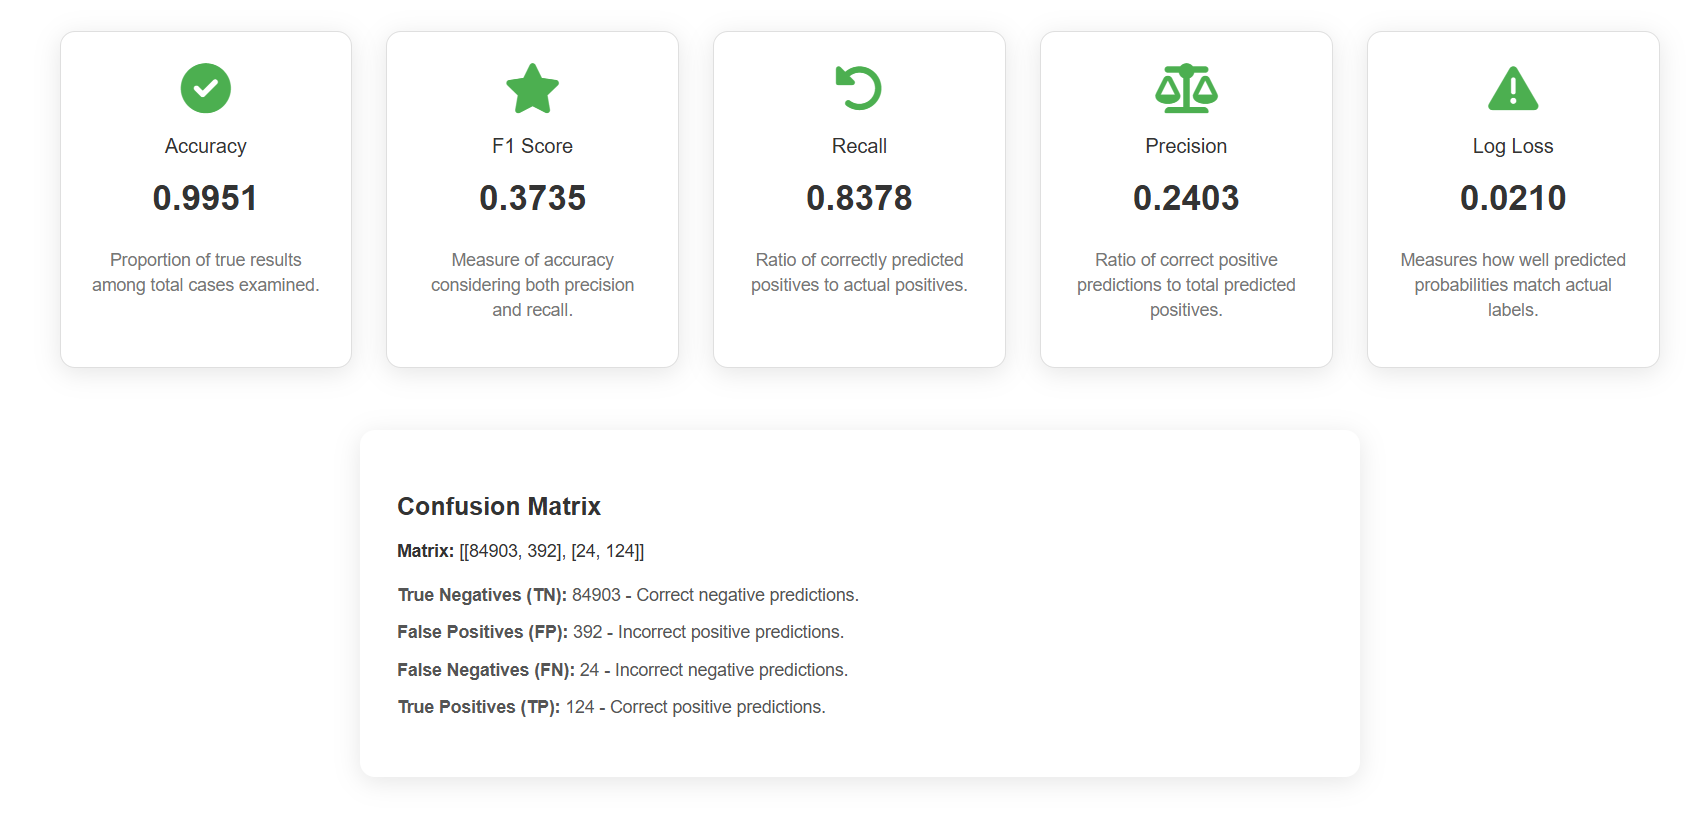 Accuracy
0.9951
Proportion of true results
among total cases examined.
F1 Score
0.3735
Measure of accuracy
considering both precision
and recall.
Recall
0.8378
Ratio of correctly predicted
positives to actual positives.
Precision
0.2403
Ratio of correct positive
predictions to total predicted
positives.
Log Loss
0.0210
Measures how well predicted
probabilities match actual
labels.
Confusion Matrix
Matrix: [[84903, 392], [24, 124]]
True Negatives (TN): 84903 - Correct negative predictions.
False Positives (FP): 392 - Incorrect positive predictions.
False Negatives (FN): 24 - Incorrect negative predictions.
True Positives (TP): 124 - Correct positive predictions.